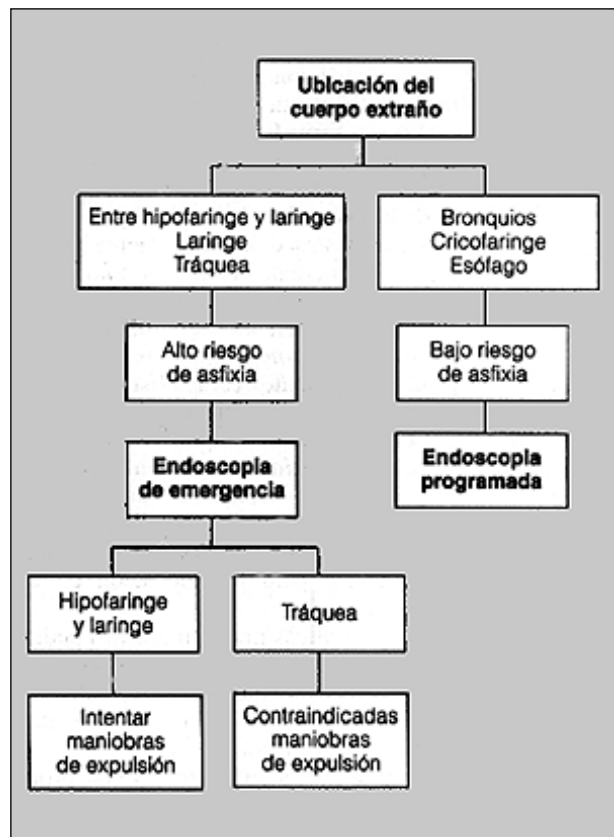 Ubicación del
cuerpo extraño
Entre hipofaringe y laringe
Laringe
Tráquea
Bronquios
Cricofaringe
Esófago
Alto riesgo
de asfixia
Bajo riesgo
de asfixia
Endoscopia
de emergencia
Endoscopia
programada
Hipofaringe
y laringe
Tráquea
Intentar
maniobras
de expulsión
Contraindicadas
maniobras
de expulsión